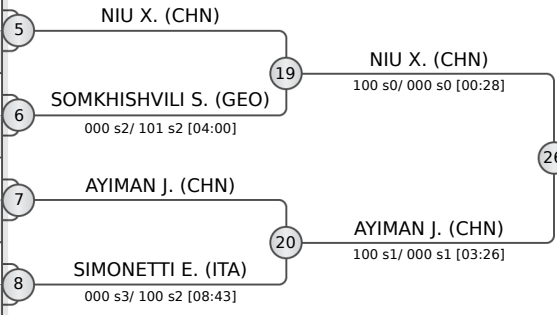 NIU X. (CHN)
5
19
NIU X. (CHN)
100 s0/ 000 s0 [00:28]
SOMKHISHVILI S. (GEO)
6
000 s2/ 101 s2 [04:00]
26
AYIMAN J. (CHN)
7
20
AYIMAN J. (CHN)
100 s1/ 000 s1 [03:26]
SIMONETTI E. (ITA)
8
000 s3/ 100 s2 [08:43]